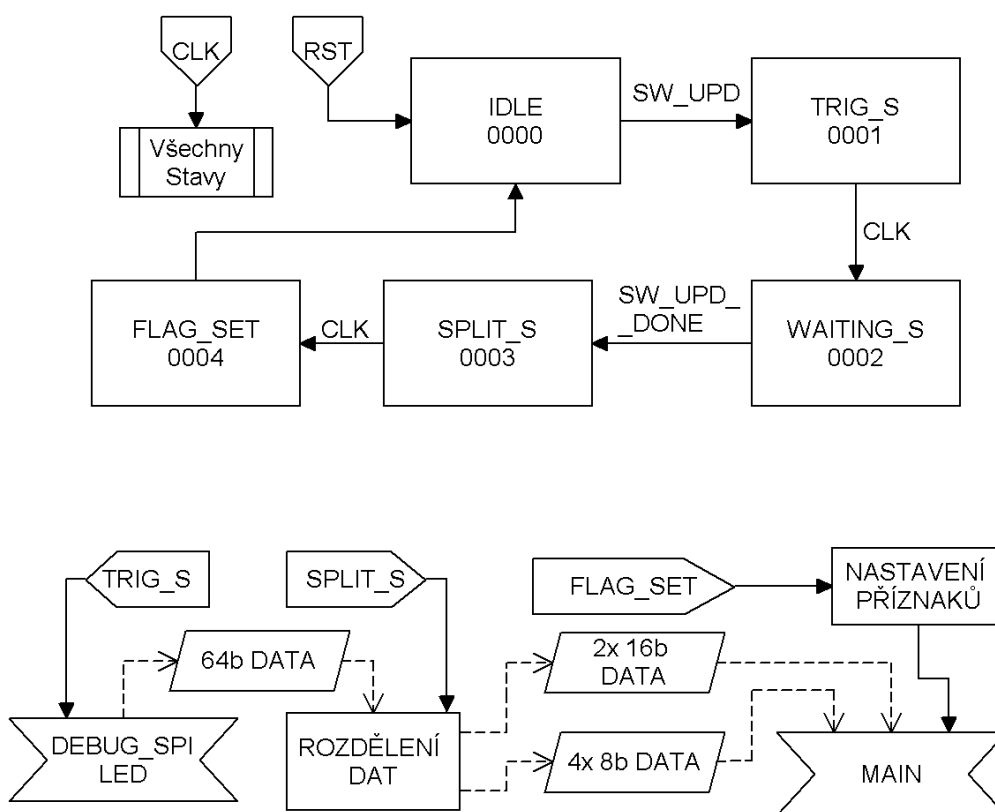 CLK
RST
Všechny
Stavy
IDLE
0000
SW_UPD
TRIG_S
0001
CLK
FLAG_SET
0004
CLK
SPLIT_S
0003
SW_UPD_
_DONE
WAITING_S
0002
TRIG_S
SPLIT_S
FLAG_SET
NASTAVENÍ
PŘÍZNAKŮ
64b DATA
2x 16b
DATA
DEBUG_SPI
LED
ROZDĚLENÍ
DAT
4x 8b DATA
MAIN